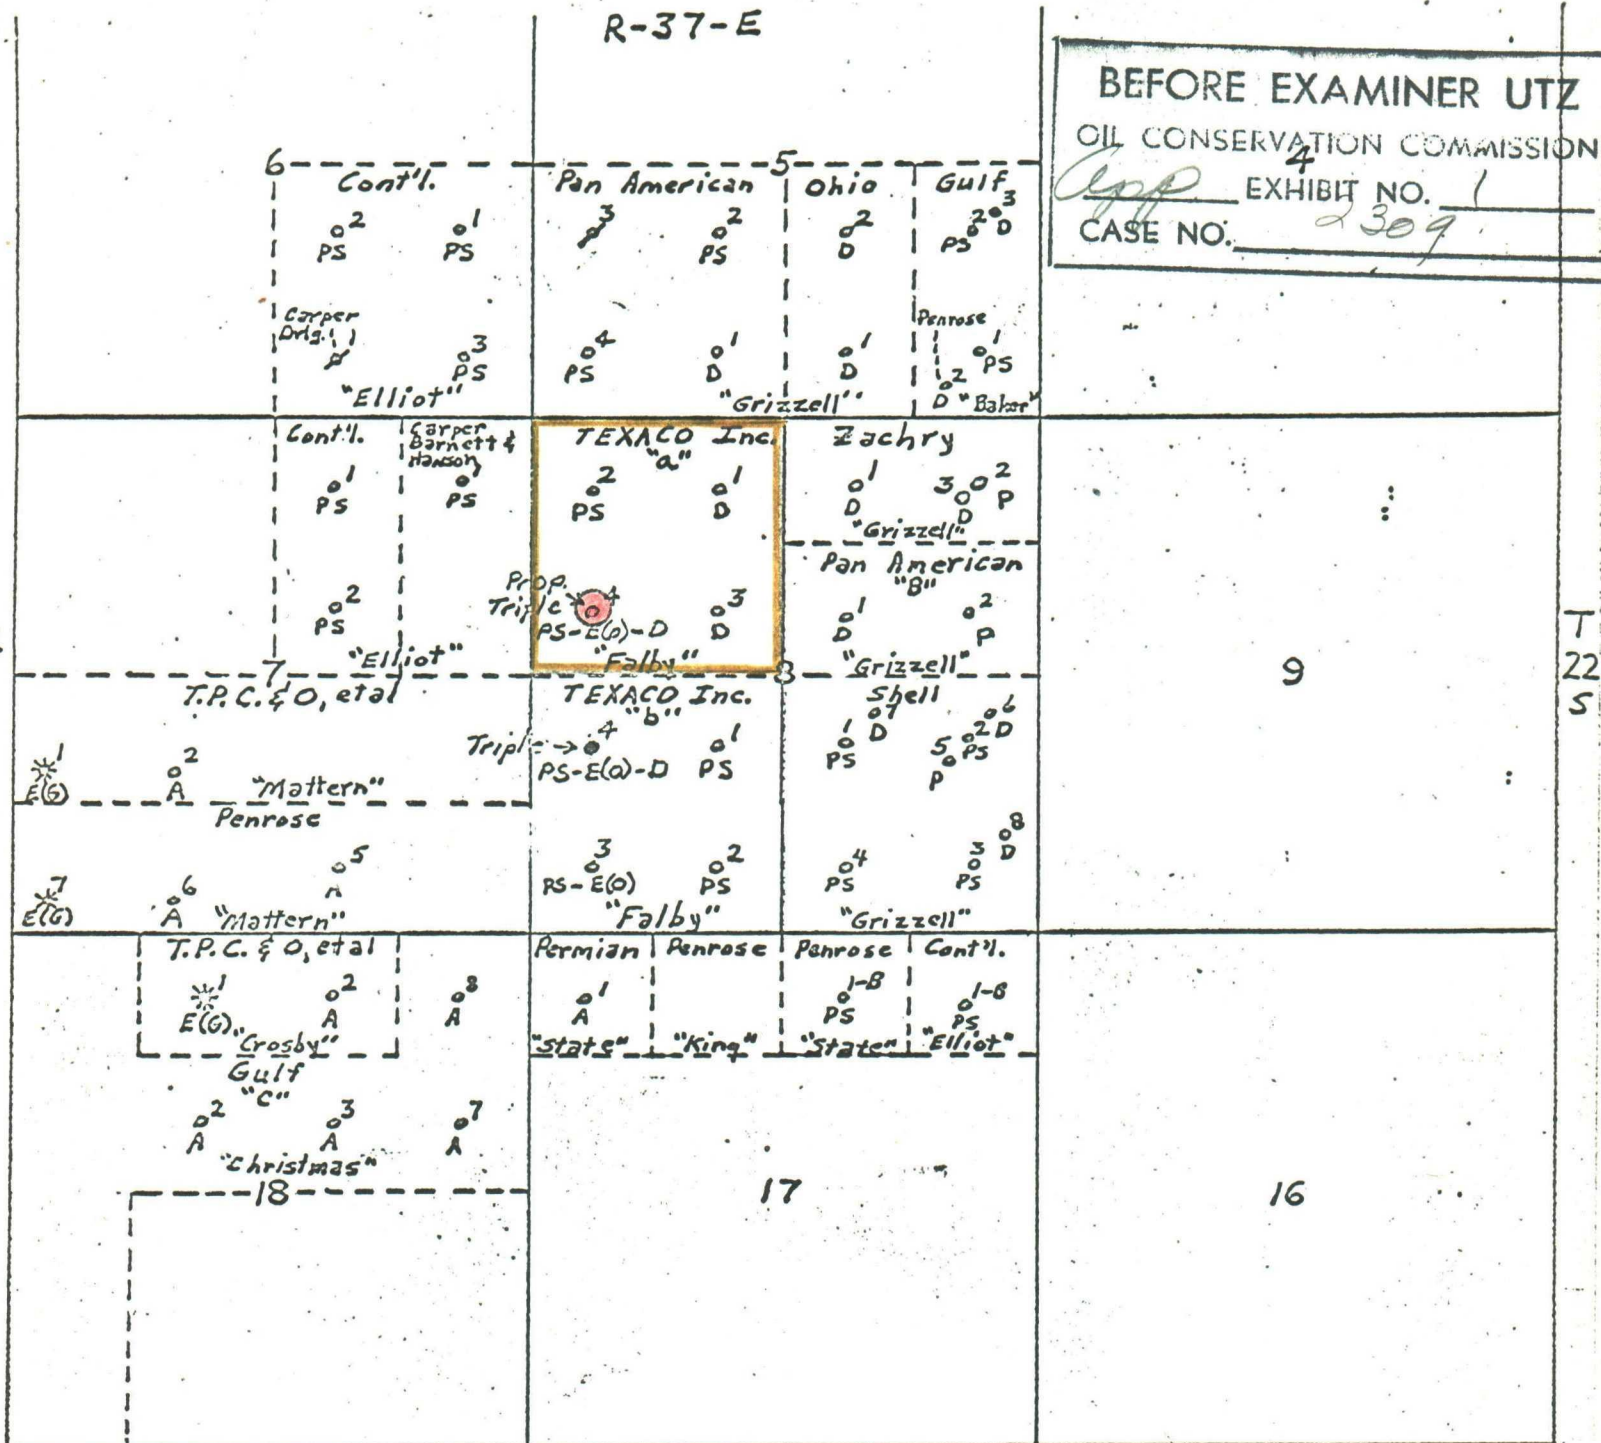 R-37-E
BEFORE EXAMINER UTZ
OIL CONSERVATION COMMISSION
4
App EXHIBIT NO. 1
CASE NO. 2309
6
5
Cont'l.
Pan American
Ohio
Gulf
2
PS
1
PS
3
2
PS
2
D
2
PS
3
D
Carper
Drlg.
1
3
PS
"Elliot"
4
PS
1
D
1
D
"Grizzell"
Penrose
1
PS
2
D
"Baker"
Cont'l.
Carper
Barnett &
Hanson
TEXACO Inc.
"a"
Zachry
1
PS
1
PS
2
PS
1
D
1
D
3
D
2
P
"Grizzell"
Pan American
"B"
2
PS
"Elliot"
Prop.
Triple
4
PS-E(o)-D
3
D
"Falby"
1
D
2
P
"Grizzell"
7
8
9
T
22
S
T.P.C. & O, etal
TEXACO Inc.
"b"
Shell
1
E(G)
2
A
"Mattern"
Triple
4
PS-E(o)-D
1
PS
1
PS
7
D
5
P
2
PS
6
D
Penrose
7
E(G)
6
A
5
A
"Mattern"
3
PS-E(O)
2
PS
"Falby"
4
PS
3
PS
8
D
"Grizzell"
T.P.C. & O, etal
Permian
Penrose
Penrose
Cont'l.
1
E(G)
2
A
"Crosby"
8
A
1
A
"State"
"King"
1-B
PS
"State"
1-B
PS
"Elliot"
Gulf
"C"
2
A
3
A
7
A
"Christmas"
18
17
16